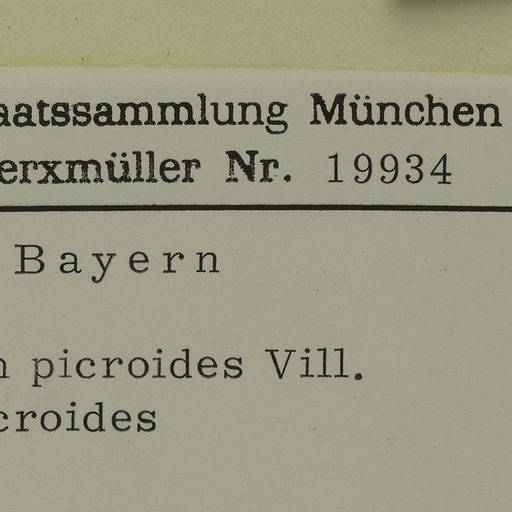 aatssammlung München
erxmüller Nr. 19934
Bayern
n picroides Vill.
croides